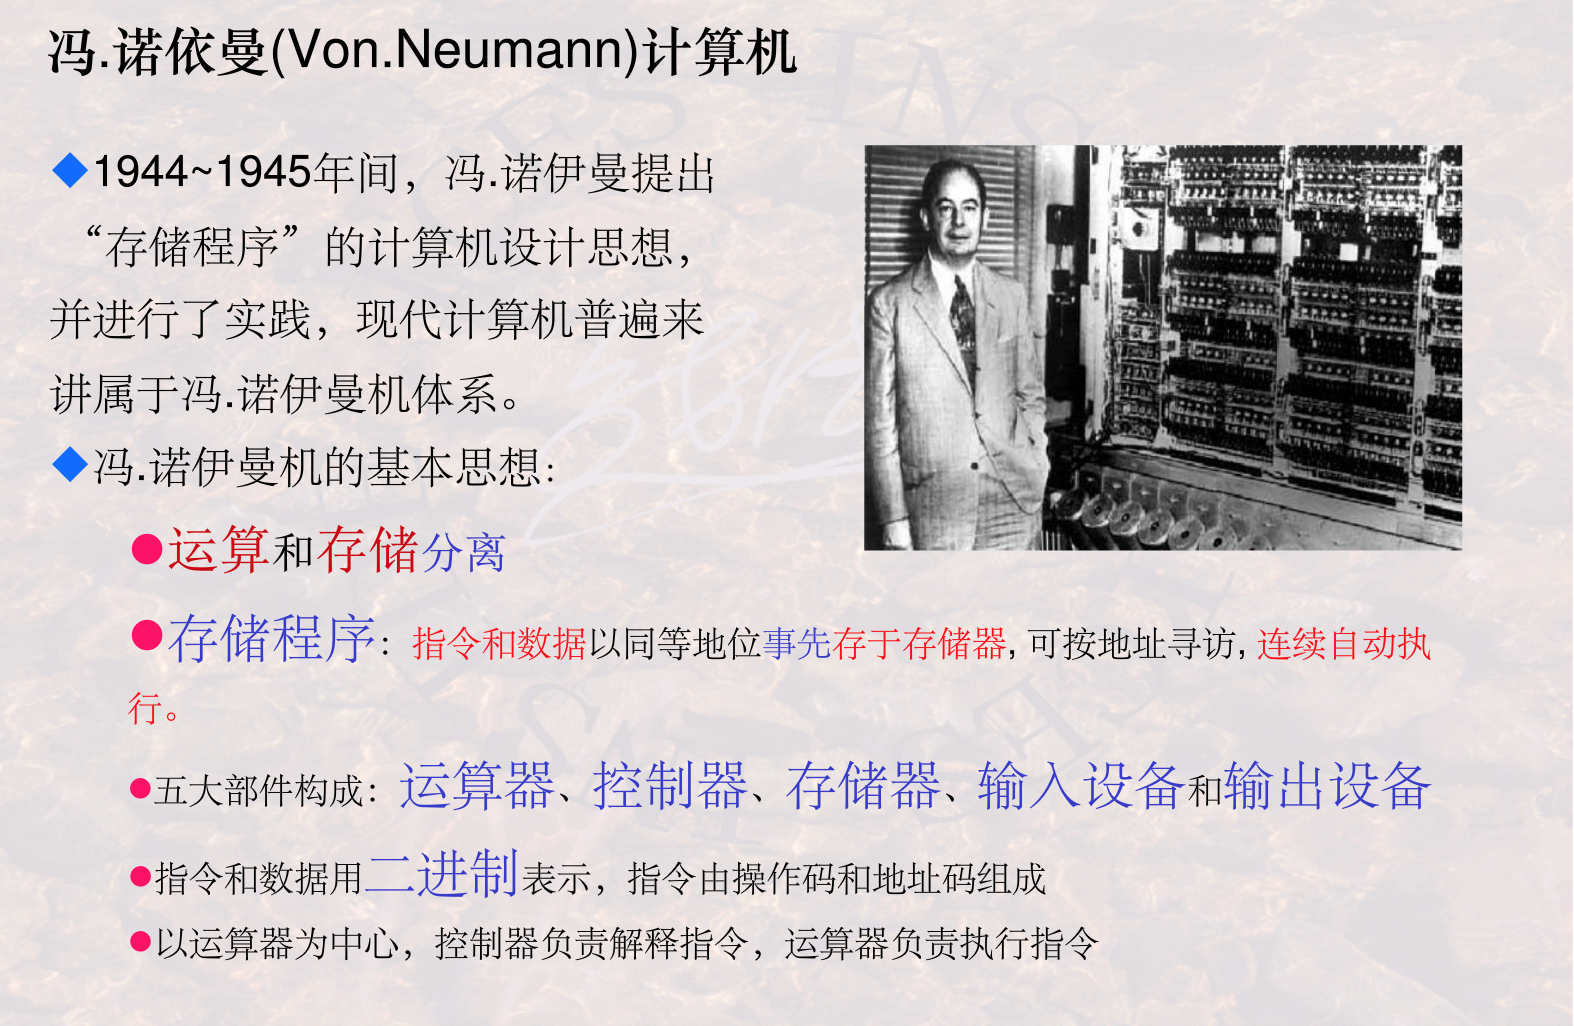 冯.诺依曼(Von.Neumann)计算机
1944~1945年间，冯.诺伊曼提出
“存储程序”的计算机设计思想，
并进行了实践，现代计算机普遍来
讲属于冯.诺伊曼机体系。
冯.诺伊曼机的基本思想：
运算和存储分离
存储程序：指令和数据以同等地位事先存于存储器，可按地址寻访，连续自动执
行。
五大部件构成：运算器、控制器、存储器、输入设备和输出设备
指令和数据用二进制表示，指令由操作码和地址码组成
以运算器为中心，控制器负责解释指令，运算器负责执行指令